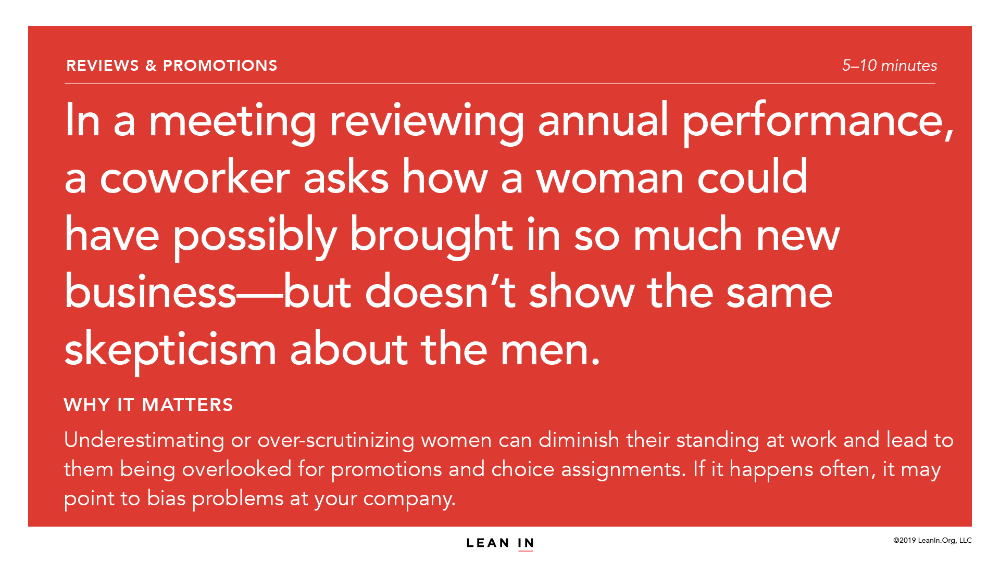 REVIEWS & PROMOTIONS
5–10 minutes
In a meeting reviewing annual performance,
a coworker asks how a woman could
have possibly brought in so much new
business—but doesn’t show the same
skepticism about the men.
WHY IT MATTERS
Underestimating or over-scrutinizing women can diminish their standing at work and lead to
them being overlooked for promotions and choice assignments. If it happens often, it may
point to bias problems at your company.
LEAN IN
©2019 LeanIn.Org, LLC